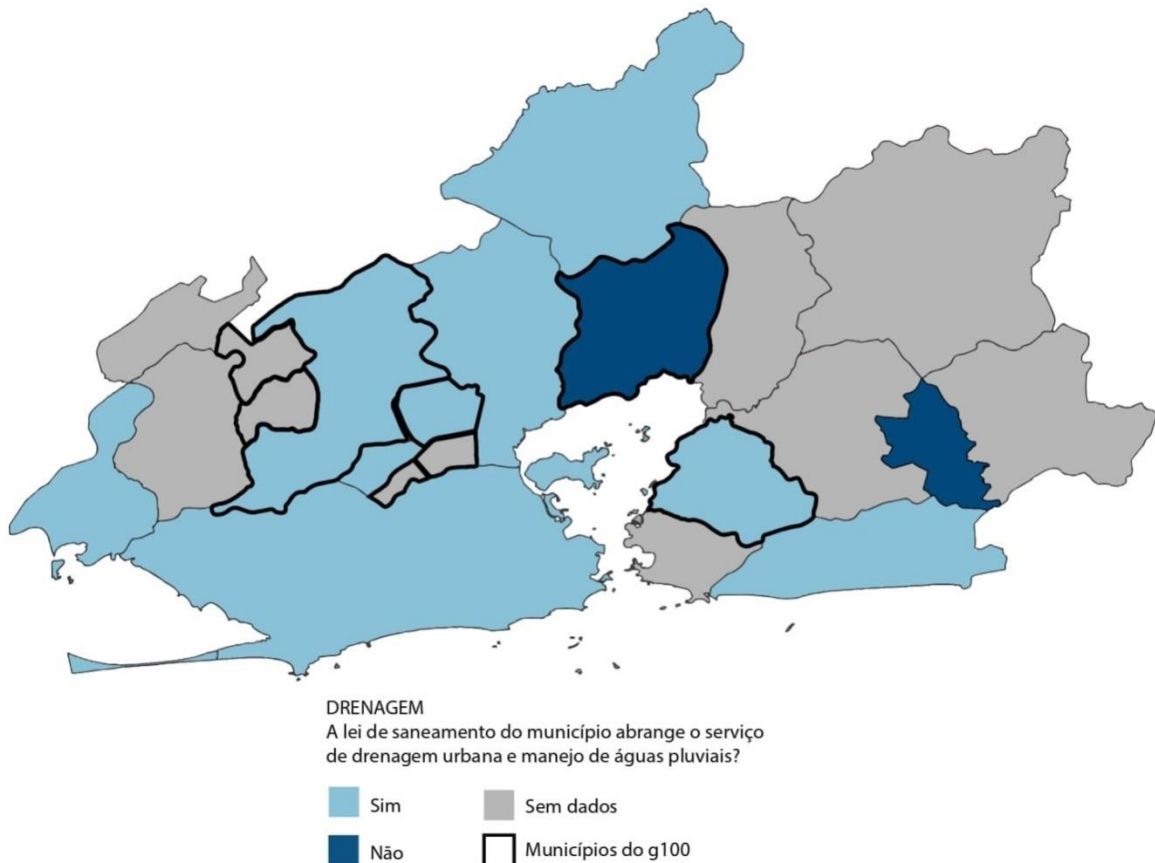 DRENAGEM
A lei de saneamento do município abrange o serviço
de drenagem urbana e manejo de águas pluviais?
Sim
Sem dados
Não
Municípios do g100